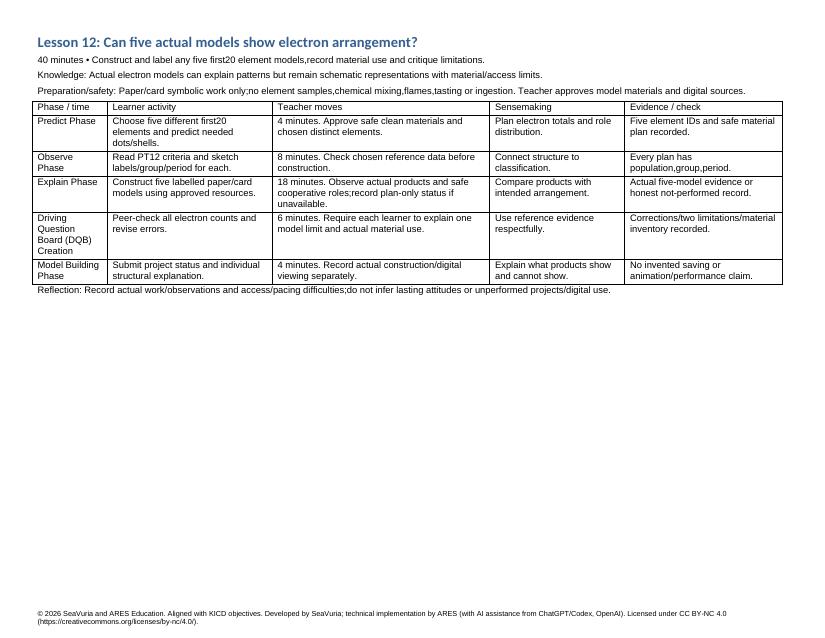 Lesson 12: Can five actual models show electron arrangement?
40 minutes • Construct and label any five first20 element models,record material use and critique limitations.
Knowledge: Actual electron models can explain patterns but remain schematic representations with material/access limits.
Preparation/safety: Paper/card symbolic work only;no element samples,chemical mixing,flames,tasting or ingestion. Teacher approves model materials and digital sources.
Phase / time
Learner activity
Teacher moves
Sensemaking
Evidence / check
Predict Phase
Choose five different first20
elements and predict needed
dots/shells.
4 minutes. Approve safe clean materials and
chosen distinct elements.
Plan electron totals and role
distribution.
Five element IDs and safe material
plan recorded.
Observe
Phase
Read PT12 criteria and sketch
labels/group/period for each.
8 minutes. Check chosen reference data before
construction.
Connect structure to
classification.
Every plan has
population,group,period.
Explain Phase
Construct five labelled paper/card
models using approved resources.
18 minutes. Observe actual products and safe
cooperative roles;record plan-only status if
unavailable.
Compare products with
intended arrangement.
Actual five-model evidence or
honest not-performed record.
Driving
Question
Board (DQB)
Creation
Peer-check all electron counts and
revise errors.
6 minutes. Require each learner to explain one
model limit and actual material use.
Use reference evidence
respectfully.
Corrections/two limitations/material
inventory recorded.
Model Building
Phase
Submit project status and individual
structural explanation.
4 minutes. Record actual construction/digital
viewing separately.
Explain what products show
and cannot show.
No invented saving or
animation/performance claim.
Reflection: Record actual work/observations and access/pacing difficulties;do not infer lasting attitudes or unperformed projects/digital use.
© 2026 SeaVuria and ARES Education. Aligned with KICD objectives. Developed by SeaVuria; technical implementation by ARES (with AI assistance from ChatGPT/Codex, OpenAI). Licensed under CC BY-NC 4.0
(https://creativecommons.org/licenses/by-nc/4.0/).